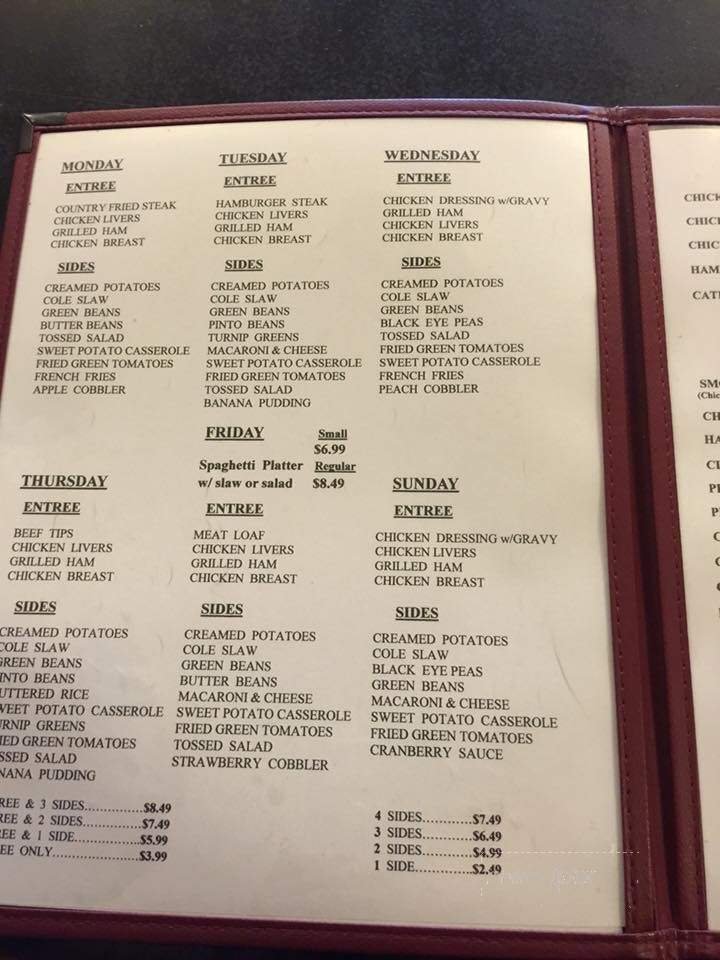 MONDAY
ENTREE
COUNTRY FRIED STEAK
CHICKEN LIVERS
GRILLED HAM
CHICKEN BREAST
SIDES
CREAMED POTATOES
COLE SLAW
GREEN BEANS
BUTTER BEANS
TOSSED SALAD
SWEET POTATO CASSEROLE
FRIED GREEN TOMATOES
FRENCH FRIES
APPLE COBBLER
TUESDAY
ENTREE
HAMBURGER STEAK
CHICKEN LIVERS
GRILLED HAM
CHICKEN BREAST
SIDES
CREAMED POTATOES
COLE SLAW
GREEN BEANS
PINTO BEANS
TURNIP GREENS
MACARONI & CHEESE
SWEET POTATO CASSEROLE
FRIED GREEN TOMATOES
TOSSED SALAD
BANANA PUDDING
WEDNESDAY
ENTREE
CHICKEN DRESSING w/GRAVY
GRILLED HAM
CHICKEN LIVERS
CHICKEN BREAST
SIDES
CREAMED POTATOES
COLE SLAW
GREEN BEANS
BLACK EYE PEAS
TOSSED SALAD
FRIED GREEN TOMATOES
SWEET POTATO CASSEROLE
FRENCH FRIES
PEACH COBBLER
THURSDAY
ENTREE
BEEF TIPS
CHICKEN LIVERS
GRILLED HAM
CHICKEN BREAST
SIDES
CREAMED POTATOES
COLE SLAW
GREEN BEANS
INTO BEANS
UTTERED RICE
WEET POTATO CASSEROLE
URNIP GREENS
IED GREEN TOMATOES
SSED SALAD
NANA PUDDING
REE & 3 SIDES..............$8.49
REE & 2 SIDES..............$7.49
EE & 1 SIDE................$5.99
EE ONLY....................$3.99
FRIDAY Small
$6.99
Spaghetti Platter Regular
w/ slaw or salad $8.49
ENTREE
MEAT LOAF
CHICKEN LIVERS
GRILLED HAM
CHICKEN BREAST
SIDES
CREAMED POTATOES
COLE SLAW
GREEN BEANS
BUTTER BEANS
MACARONI & CHEESE
SWEET POTATO CASSEROLE
FRIED GREEN TOMATOES
TOSSED SALAD
STRAWBERRY COBBLER
SUNDAY
ENTREE
CHICKEN DRESSING w/GRAVY
CHICKEN LIVERS
GRILLED HAM
CHICKEN BREAST
SIDES
CREAMED POTATOES
COLE SLAW
BLACK EYE PEAS
GREEN BEANS
MACARONI & CHEESE
SWEET POTATO CASSEROLE
FRIED GREEN TOMATOES
CRANBERRY SAUCE
4 SIDES...........$7.49
3 SIDES...........$6.49
2 SIDES...........$4.99
1 SIDE.............$2.49
CHICK
CHIC
CHIC
HAM
CATI
SM
(Chic
CH
HA